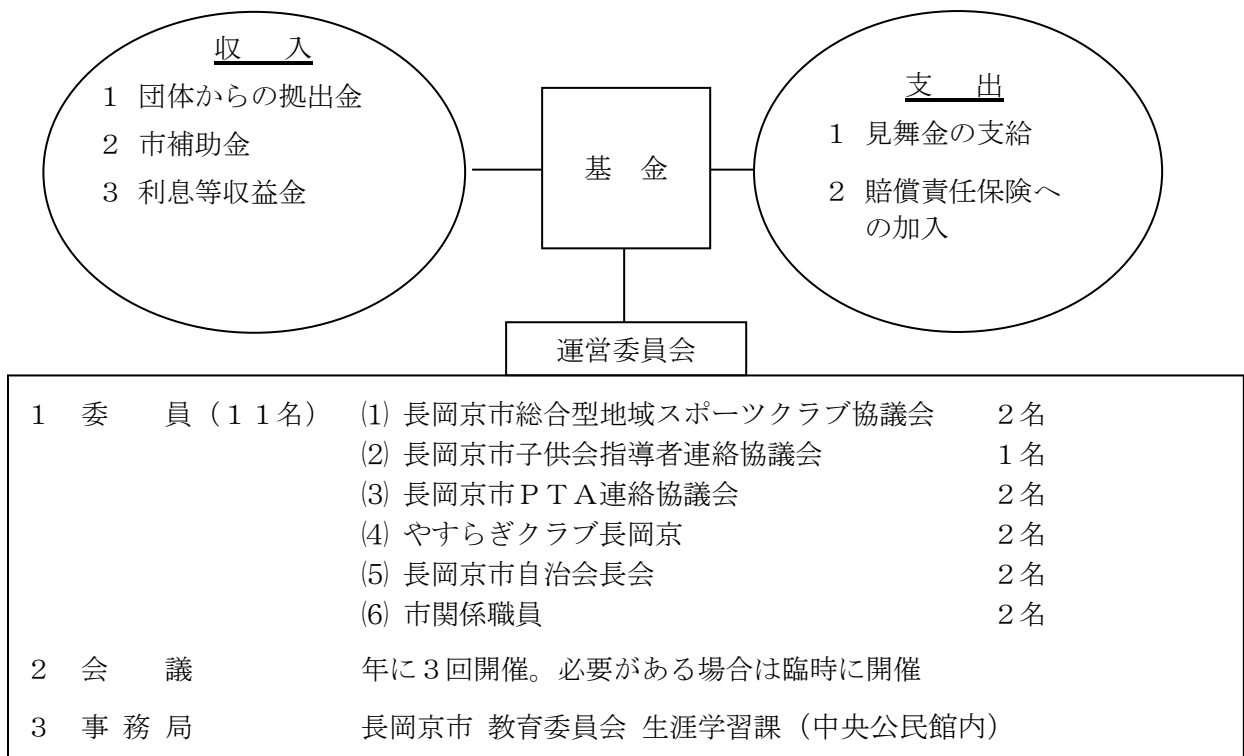 収　入
１ 団体からの拠出金
２ 市補助金
３ 利息等収益金
基　金
支　出
１ 見舞金の支給
２ 賠償責任保険へ
の加入
運営委員会
１ 委　　員（１１名） ⑴ 長岡京市総合型地域スポーツクラブ協議会 ２名
⑵ 長岡京市子供会指導者連絡協議会 １名
⑶ 長岡京市ＰＴＡ連絡協議会 ２名
⑷ やすらぎクラブ長岡京 ２名
⑸ 長岡京市自治会長会 ２名
⑹ 市関係職員 ２名
２ 会　　議 年に３回開催。必要がある場合は臨時に開催
３ 事 務 局 長岡京市 教育委員会 生涯学習課（中央公民館内）